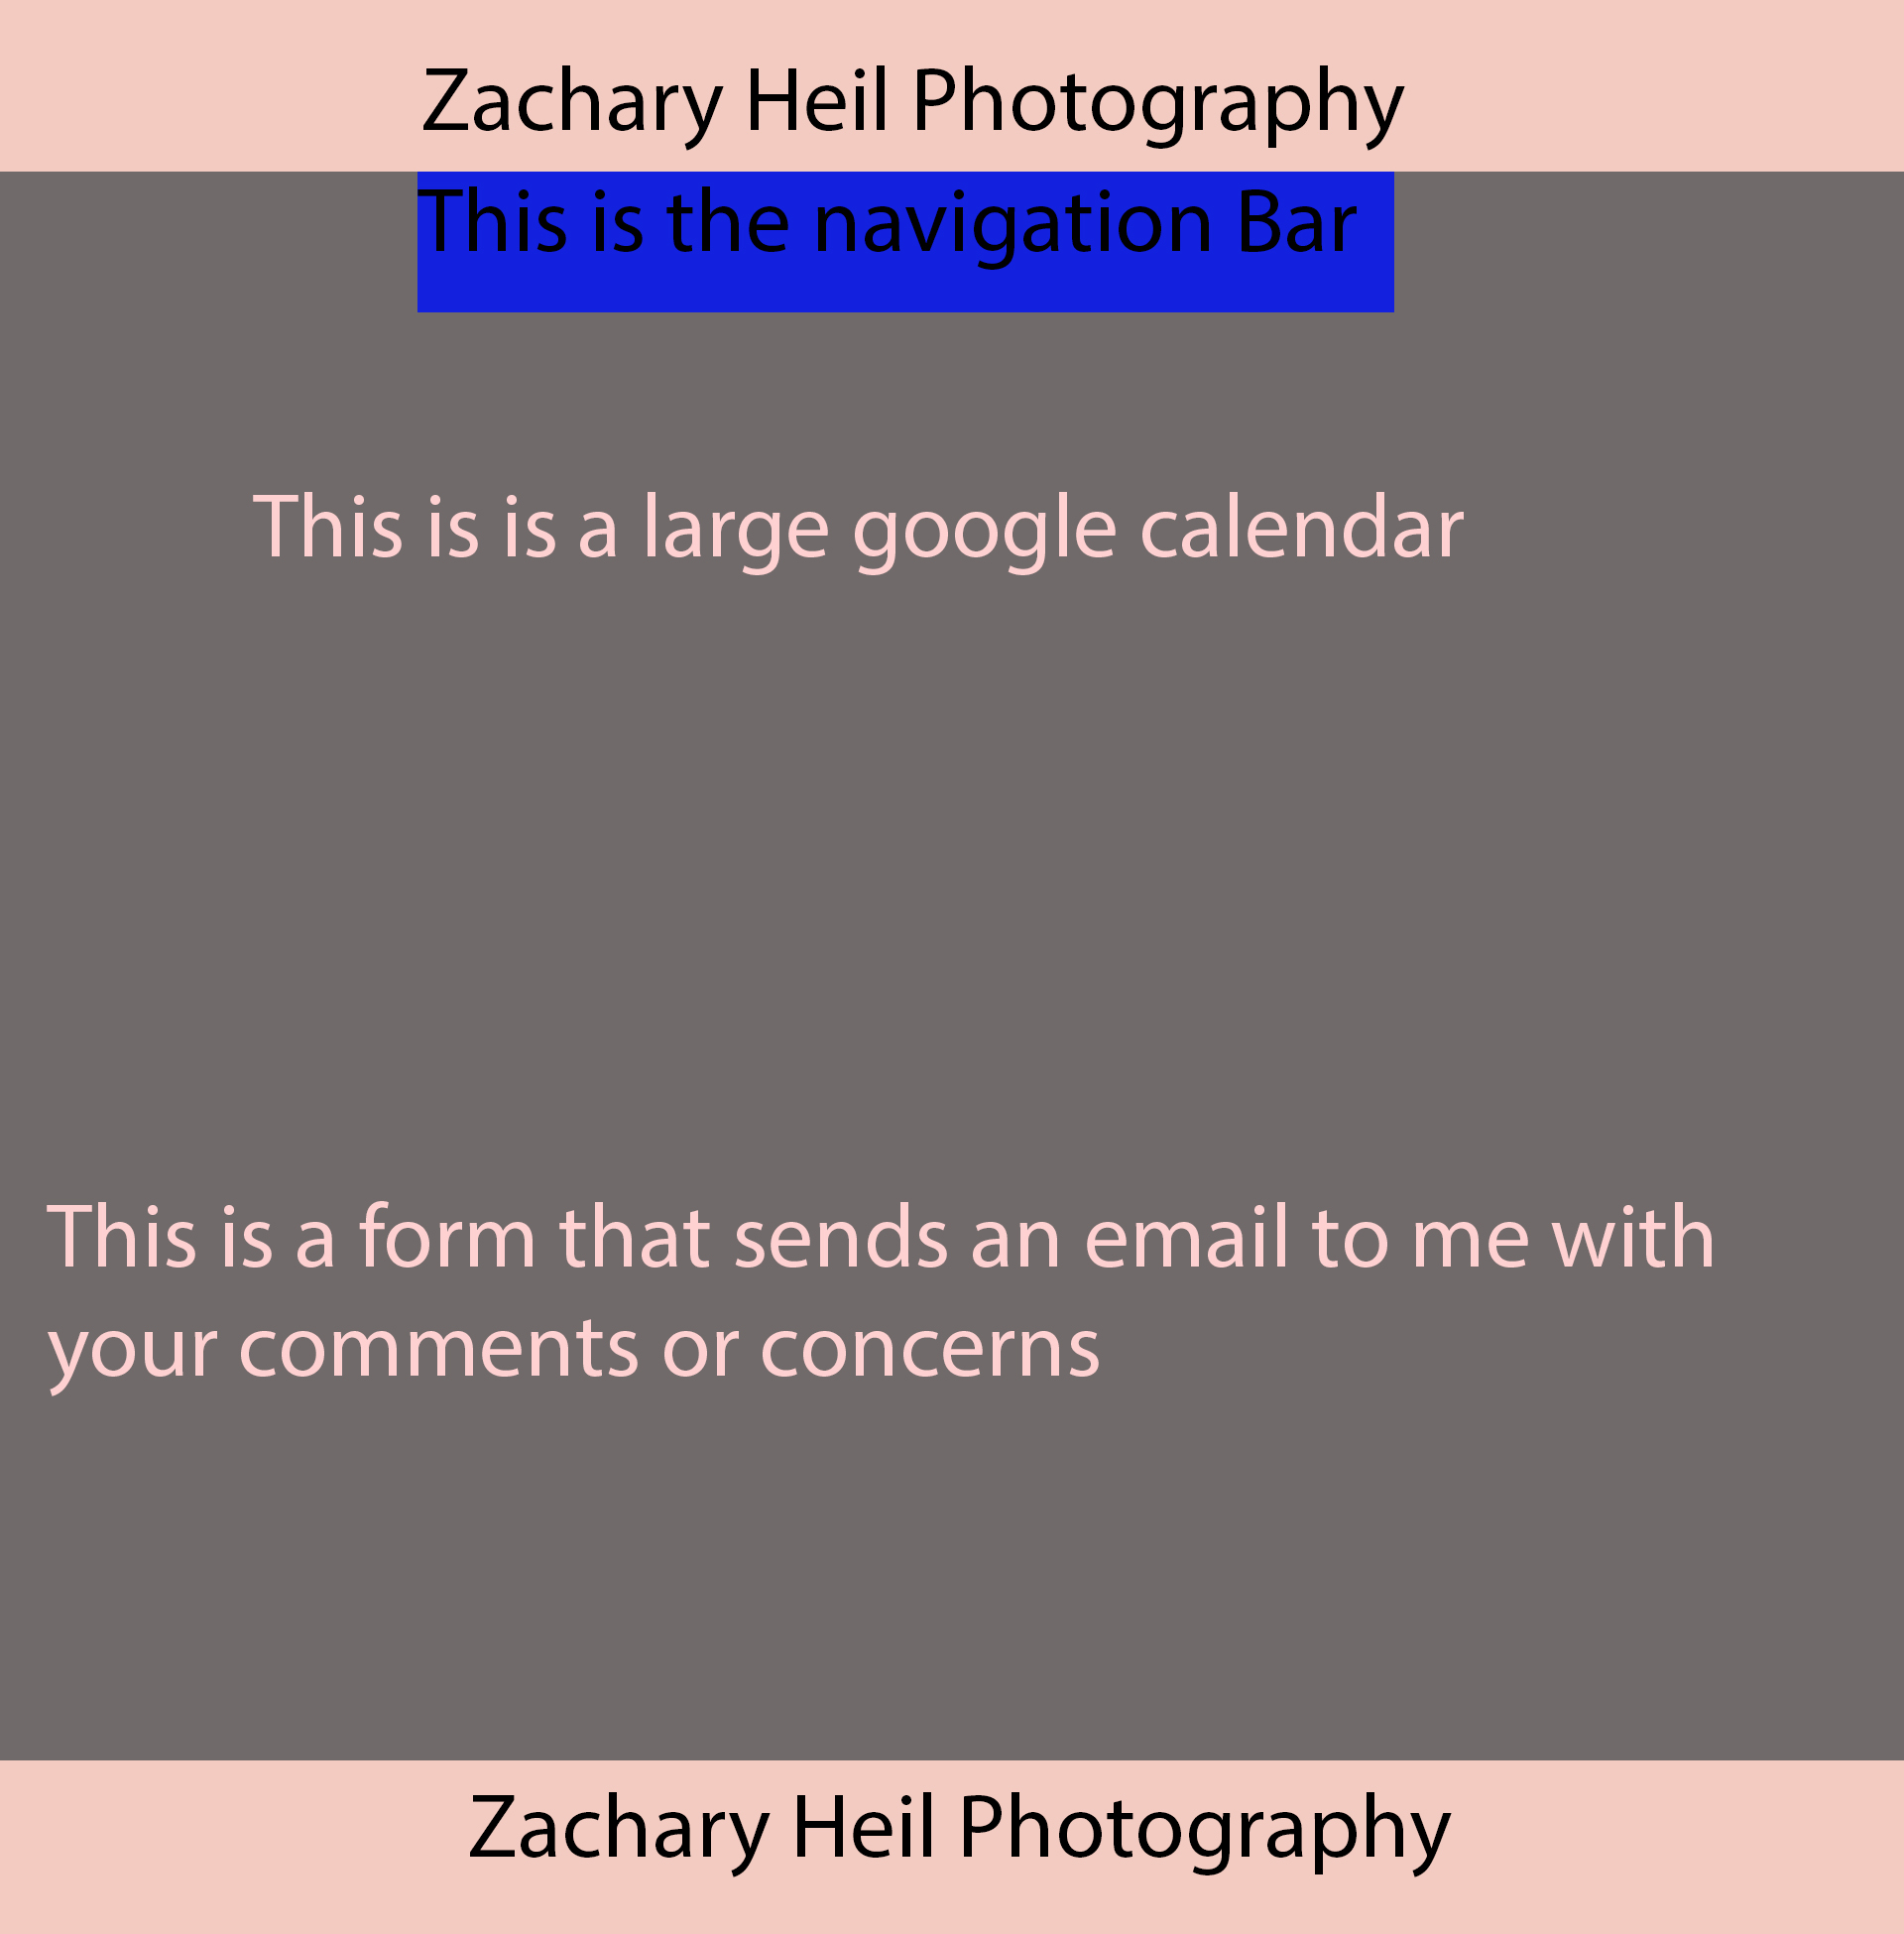 Zachary Heil Photography
This is the navigation Bar
This is is a large google calendar
This is a form that sends an email to me with
your comments or concerns
Zachary Heil Photography